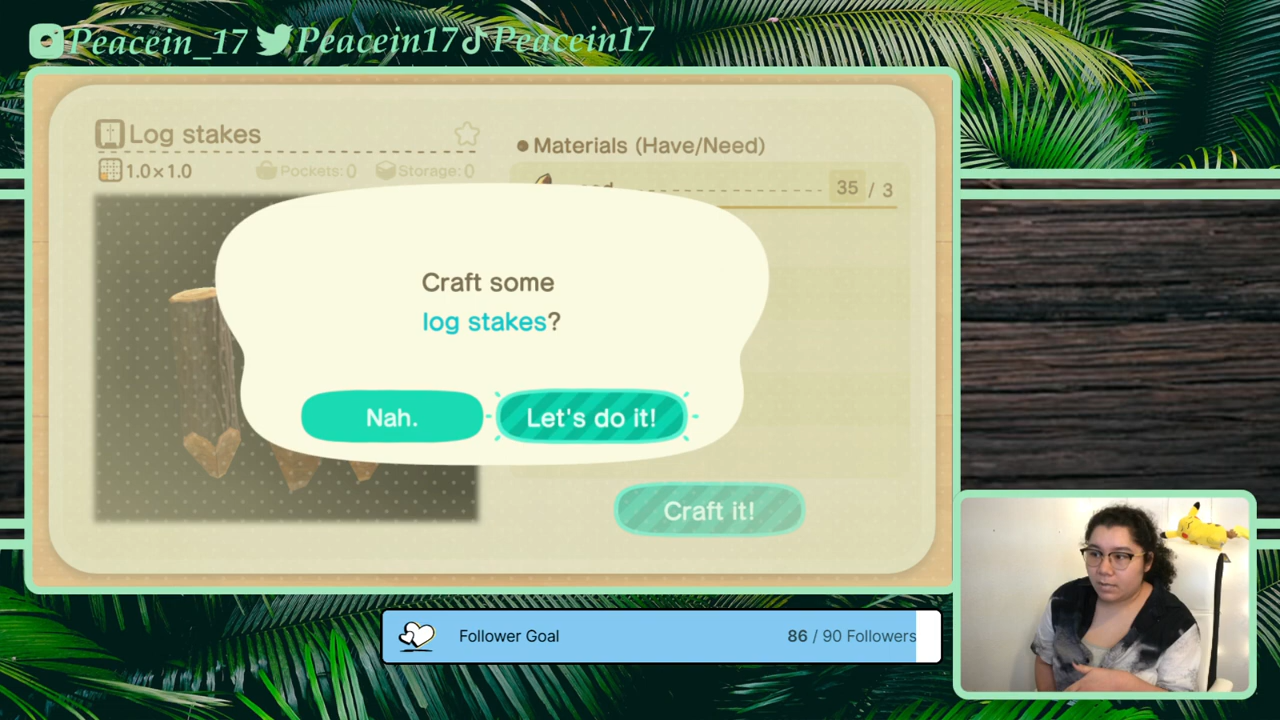 Peacein_17 Peacein17 Peacein17
Log stakes
1.0×1.0 Pockets:0 Storage:0
Materials (Have/Need)
35 / 3
Craft some
log stakes?
Nah.
Let's do it!
Craft it!
Follower Goal
86 / 90 Followers